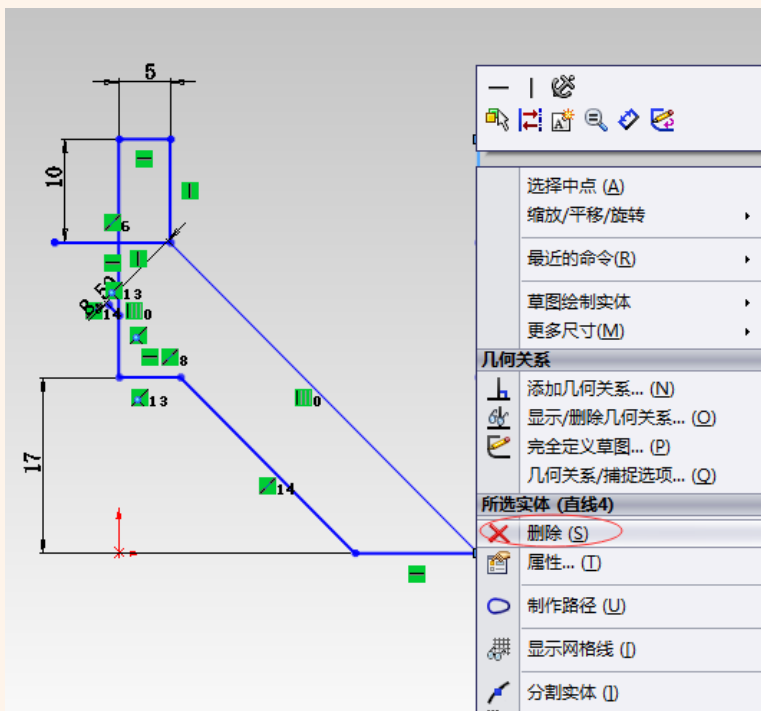 5
10
6
8.59
13
14
0
8
13
0
17
14
选择中点 (A)
缩放/平移/旋转
最近的命令(R)
草图绘制实体
更多尺寸(M)
几何关系
添加几何关系... (N)
显示/删除几何关系... (O)
完全定义草图... (P)
几何关系/捕捉选项... (Q)
所选实体 (直线4)
删除 (S)
属性... (T)
制作路径 (U)
显示网格线 (I)
分割实体 (J)